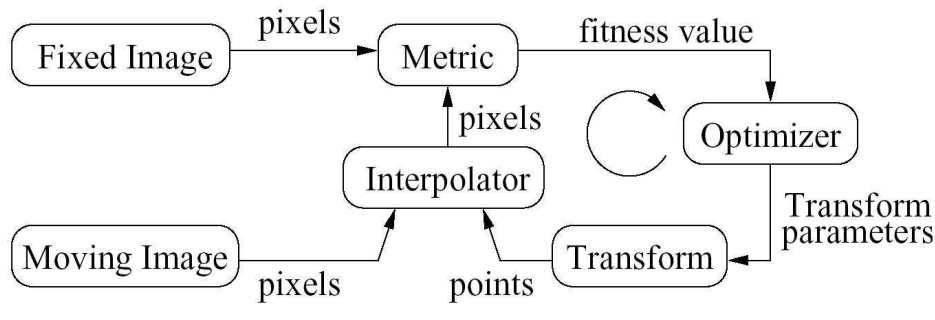 pixels
fitness value
Fixed Image
Metric
pixels
Optimizer
Interpolator
Transform
parameters
Moving Image
Transform
pixels
points